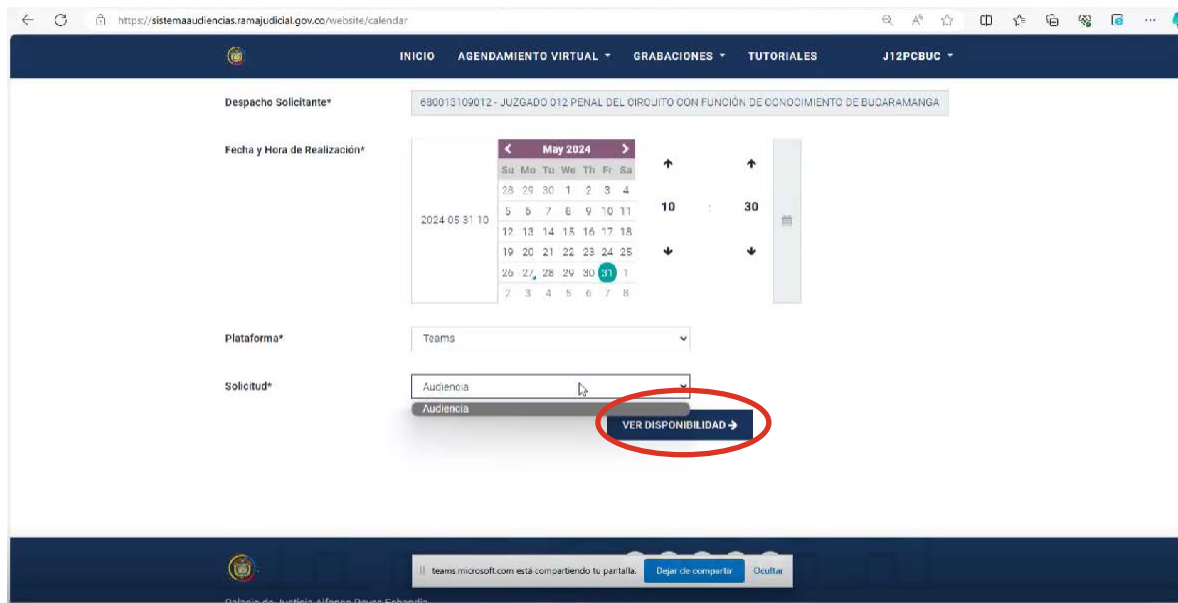 https://sistemaaudiencias.ramajudicial.gov.co/website/calendar
INICIO AGENDAMIENTO VIRTUAL GRABACIONES TUTORIALES J12PCBUC
Despacho Solicitante* 680013109012 - JUZGADO 012 PENAL DEL CIRCUITO CON FUNCIÓN DE CONOCIMIENTO DE BUCARAMANGA
Fecha y Hora de Realización*
May 2024
Su Mo Tu We Th Fr Sa
28 29 30 1 2 3 4
5 6 7 8 9 10 11
12 13 14 15 16 17 18
19 20 21 22 23 24 25
26 27 28 29 30 31 1
2 3 4 5 6 7 8
2024 05 31 10
10 : 30
Plataforma* Teams
Solicitud* Audiencia
Audiencia
VER DISPONIBILIDAD →
teams.microsoft.com está compartiendo tu pantalla. Dejar de compartir Ocultar